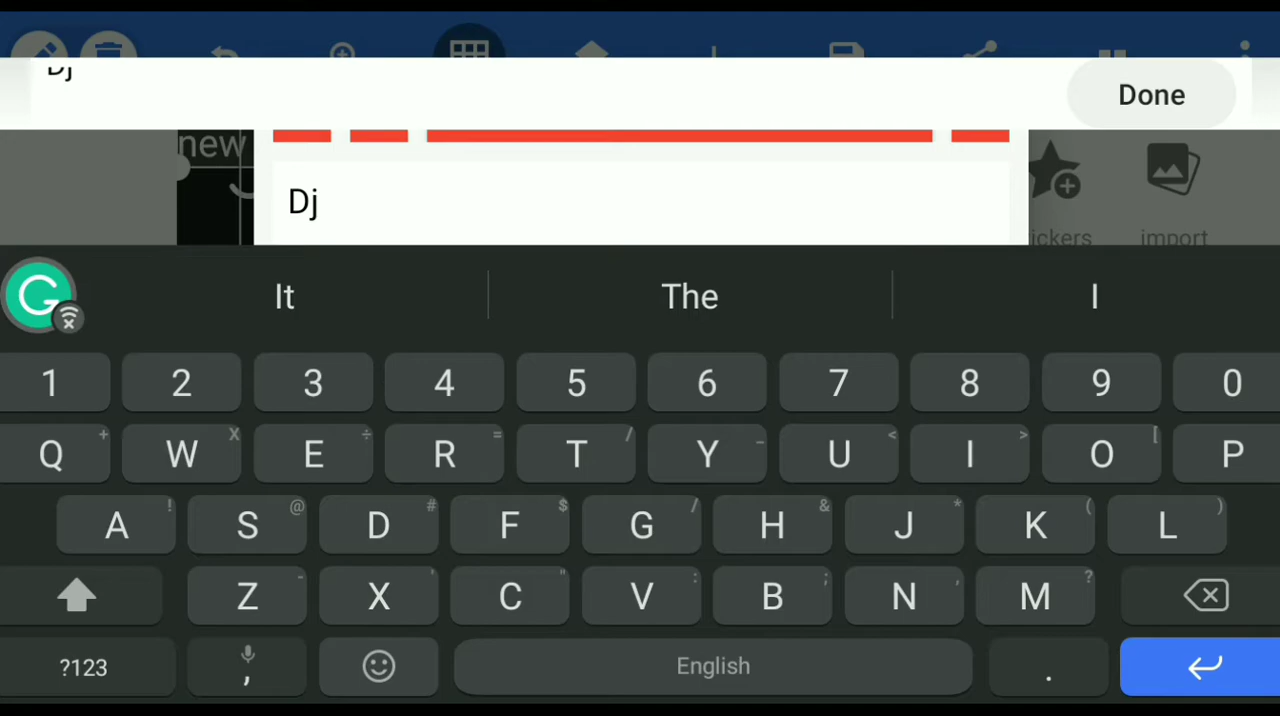 Dj
Done
new
Dj
ickers
import
It The I
1 2 3 4 5 6 7 8 9 0
Q + W X E ÷ R = T / Y _ U < I > O [ P
A ! S @ D # F $ G / H & J * K ( L )
Z - X ' C " V : B ; N , M ?
?123 , English .